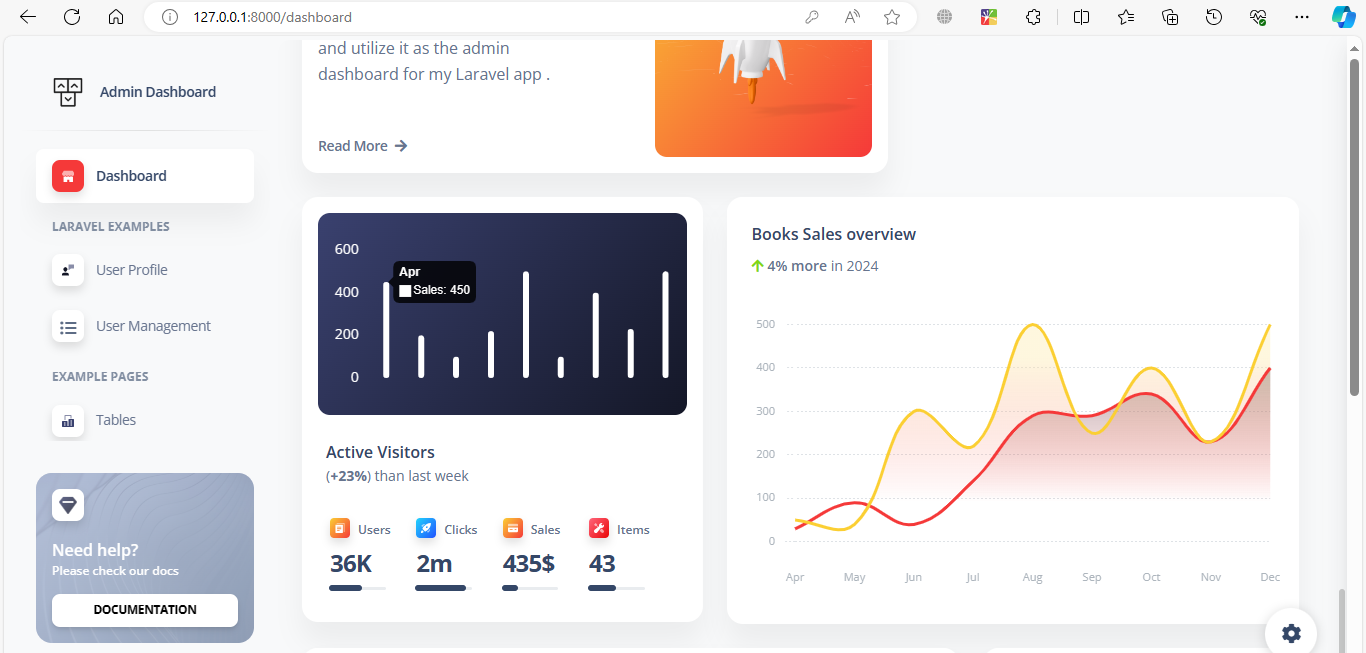 127.0.0.1:8000/dashboard
Admin Dashboard
Dashboard
LARAVEL EXAMPLES
User Profile
User Management
EXAMPLE PAGES
Tables
Need help?
Please check our docs
DOCUMENTATION
and utilize it as the admin
dashboard for my Laravel app .
Read More
600
400
200
0
Apr
Sales: 450
Active Visitors
(+23%) than last week
Users Clicks Sales Items
36K 2m 435$ 43
Books Sales overview
4% more in 2024
500
400
300
200
100
0
Apr May Jun Jul Aug Sep Oct Nov Dec